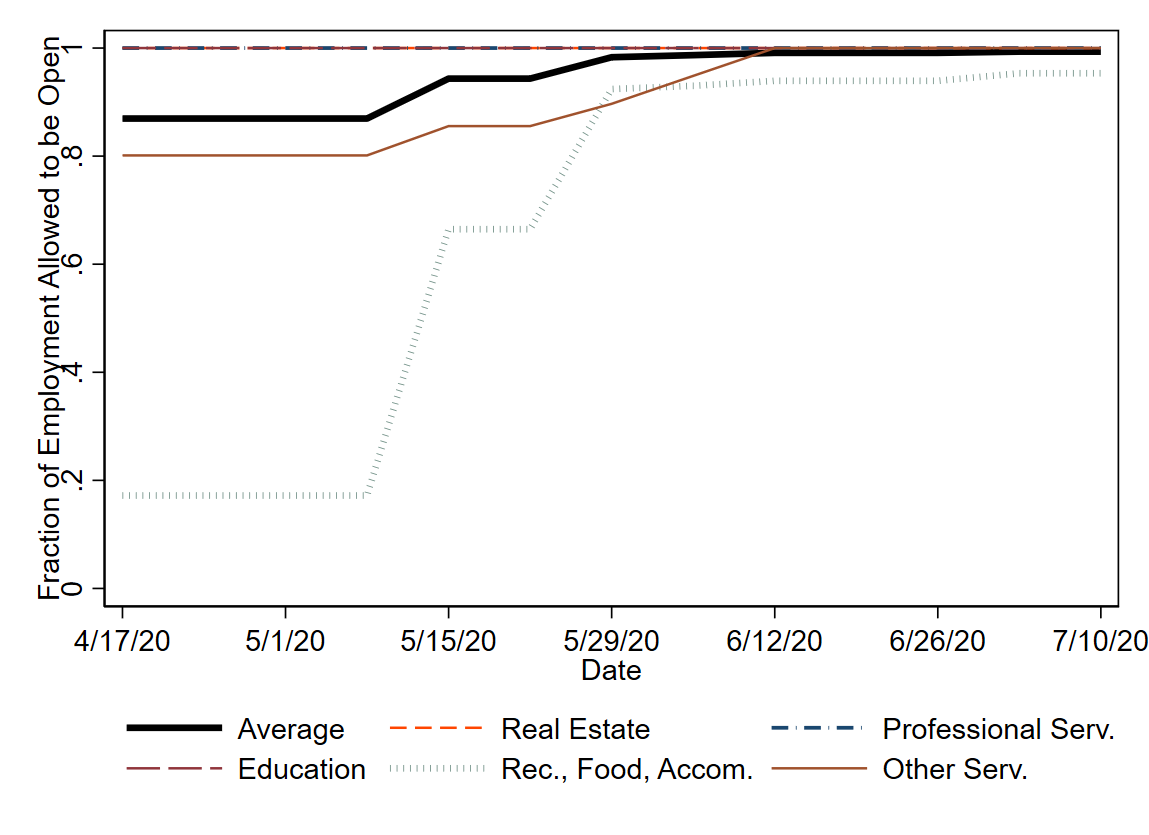 Fraction of Employment Allowed to be Open
1
.8
.6
.4
.2
0
4/17/20 5/1/20 5/15/20 5/29/20 6/12/20 6/26/20 7/10/20
Date
Average Real Estate Professional Serv.
Education Rec., Food, Accom. Other Serv.